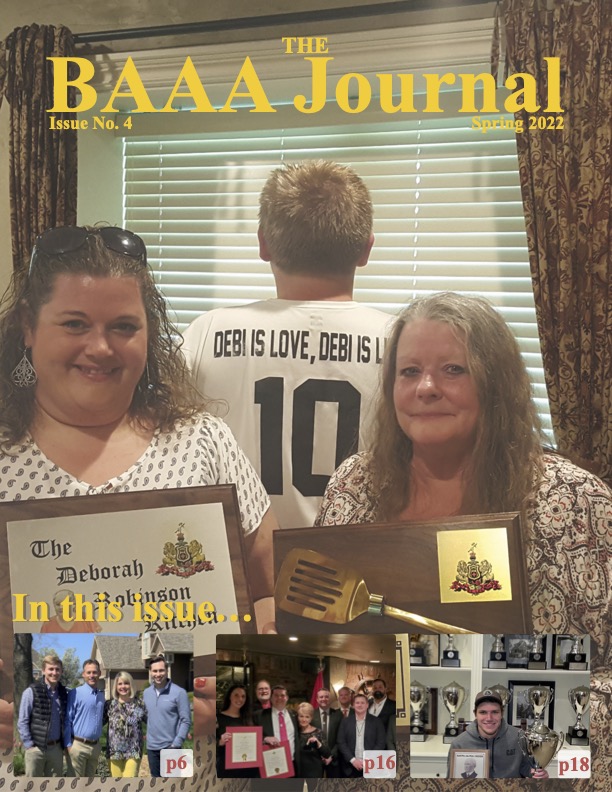 THE
BAAA Journal
Issue No. 4
Spring 2022
DEBI IS LOVE, DEBI IS L
10
The
Deborah
Robinson
Kitchen
In this issue...
p6
p16
p18